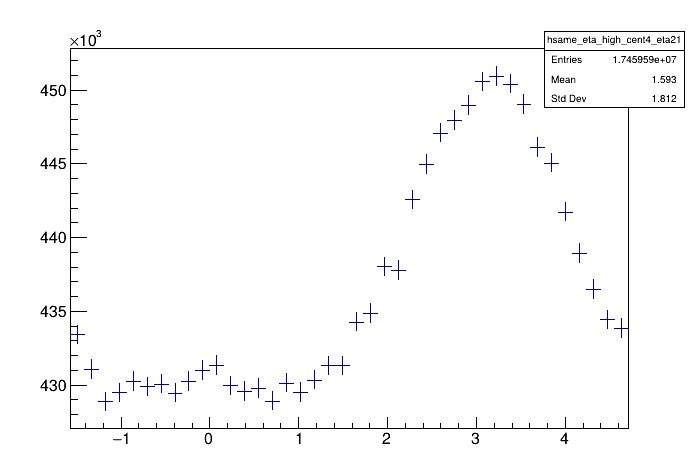 ×10³
hsame_eta_high_cent4_eta21
Entries 1.745959e+07
Mean 1.593
Std Dev 1.812
450
445
440
435
430
−1 0 1 2 3 4